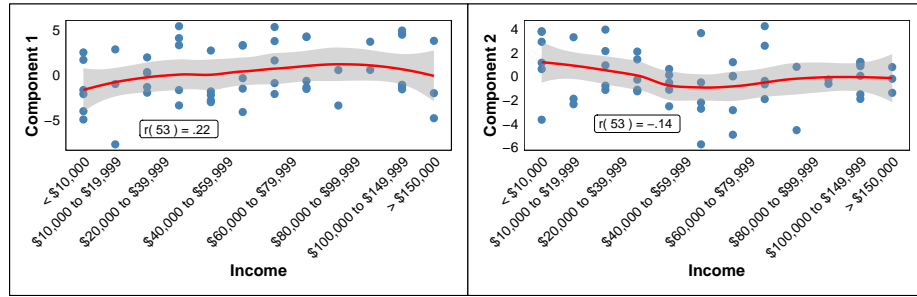 Component 1
5
0
−5
r( 53 ) = .22
< $10,000
$10,000 to $19,999
$20,000 to $39,999
$40,000 to $59,999
$60,000 to $79,999
$80,000 to $99,999
$100,000 to $149,999
> $150,000
Income
Component 2
4
2
0
−2
−4
−6
r( 53 ) = −.14
< $10,000
$10,000 to $19,999
$20,000 to $39,999
$40,000 to $59,999
$60,000 to $79,999
$80,000 to $99,999
$100,000 to $149,999
> $150,000
Income